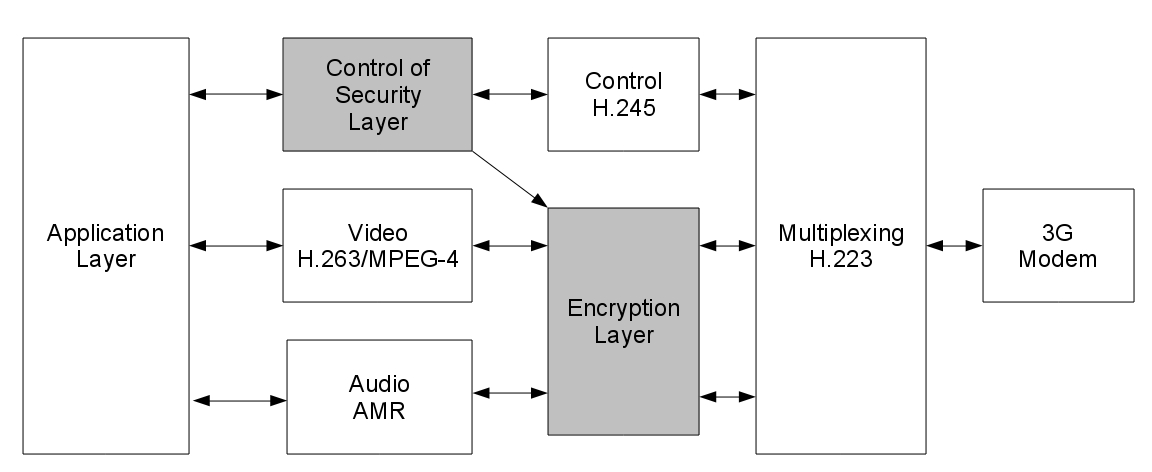 Application
Layer
Control of
Security
Layer
Control
H.245
Video
H.263/MPEG-4
Audio
AMR
Encryption
Layer
Multiplexing
H.223
3G
Modem